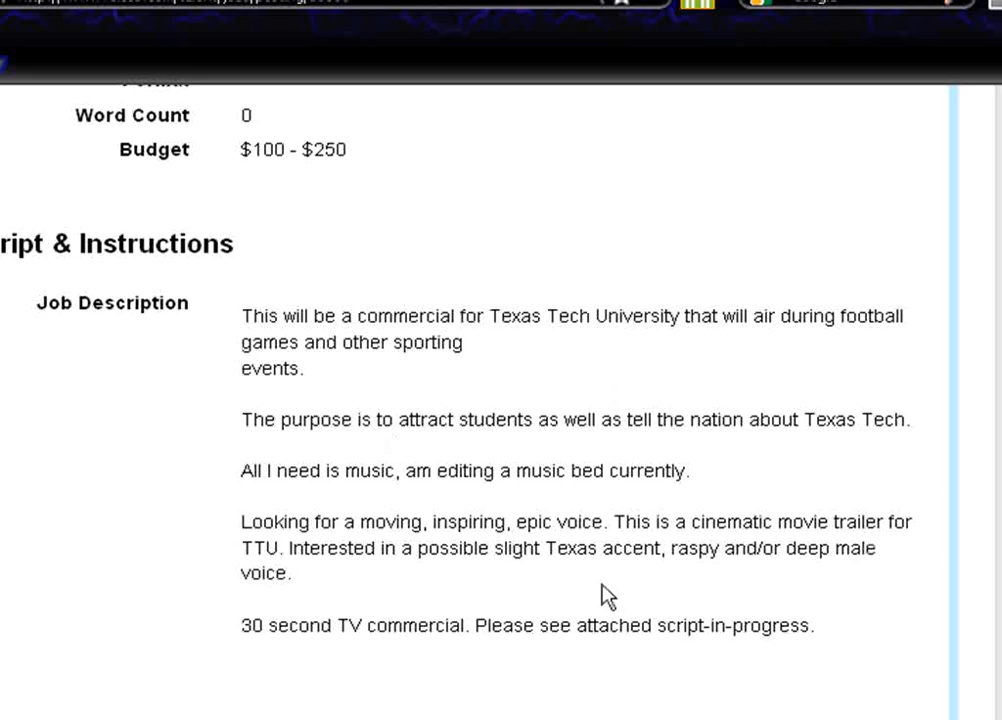 Word Count 0
Budget $100 - $250
ript & Instructions
Job Description
This will be a commercial for Texas Tech University that will air during football
games and other sporting
events.
The purpose is to attract students as well as tell the nation about Texas Tech.
All I need is music, am editing a music bed currently.
Looking for a moving, inspiring, epic voice. This is a cinematic movie trailer for
TTU. Interested in a possible slight Texas accent, raspy and/or deep male
voice.
30 second TV commercial. Please see attached script-in-progress.